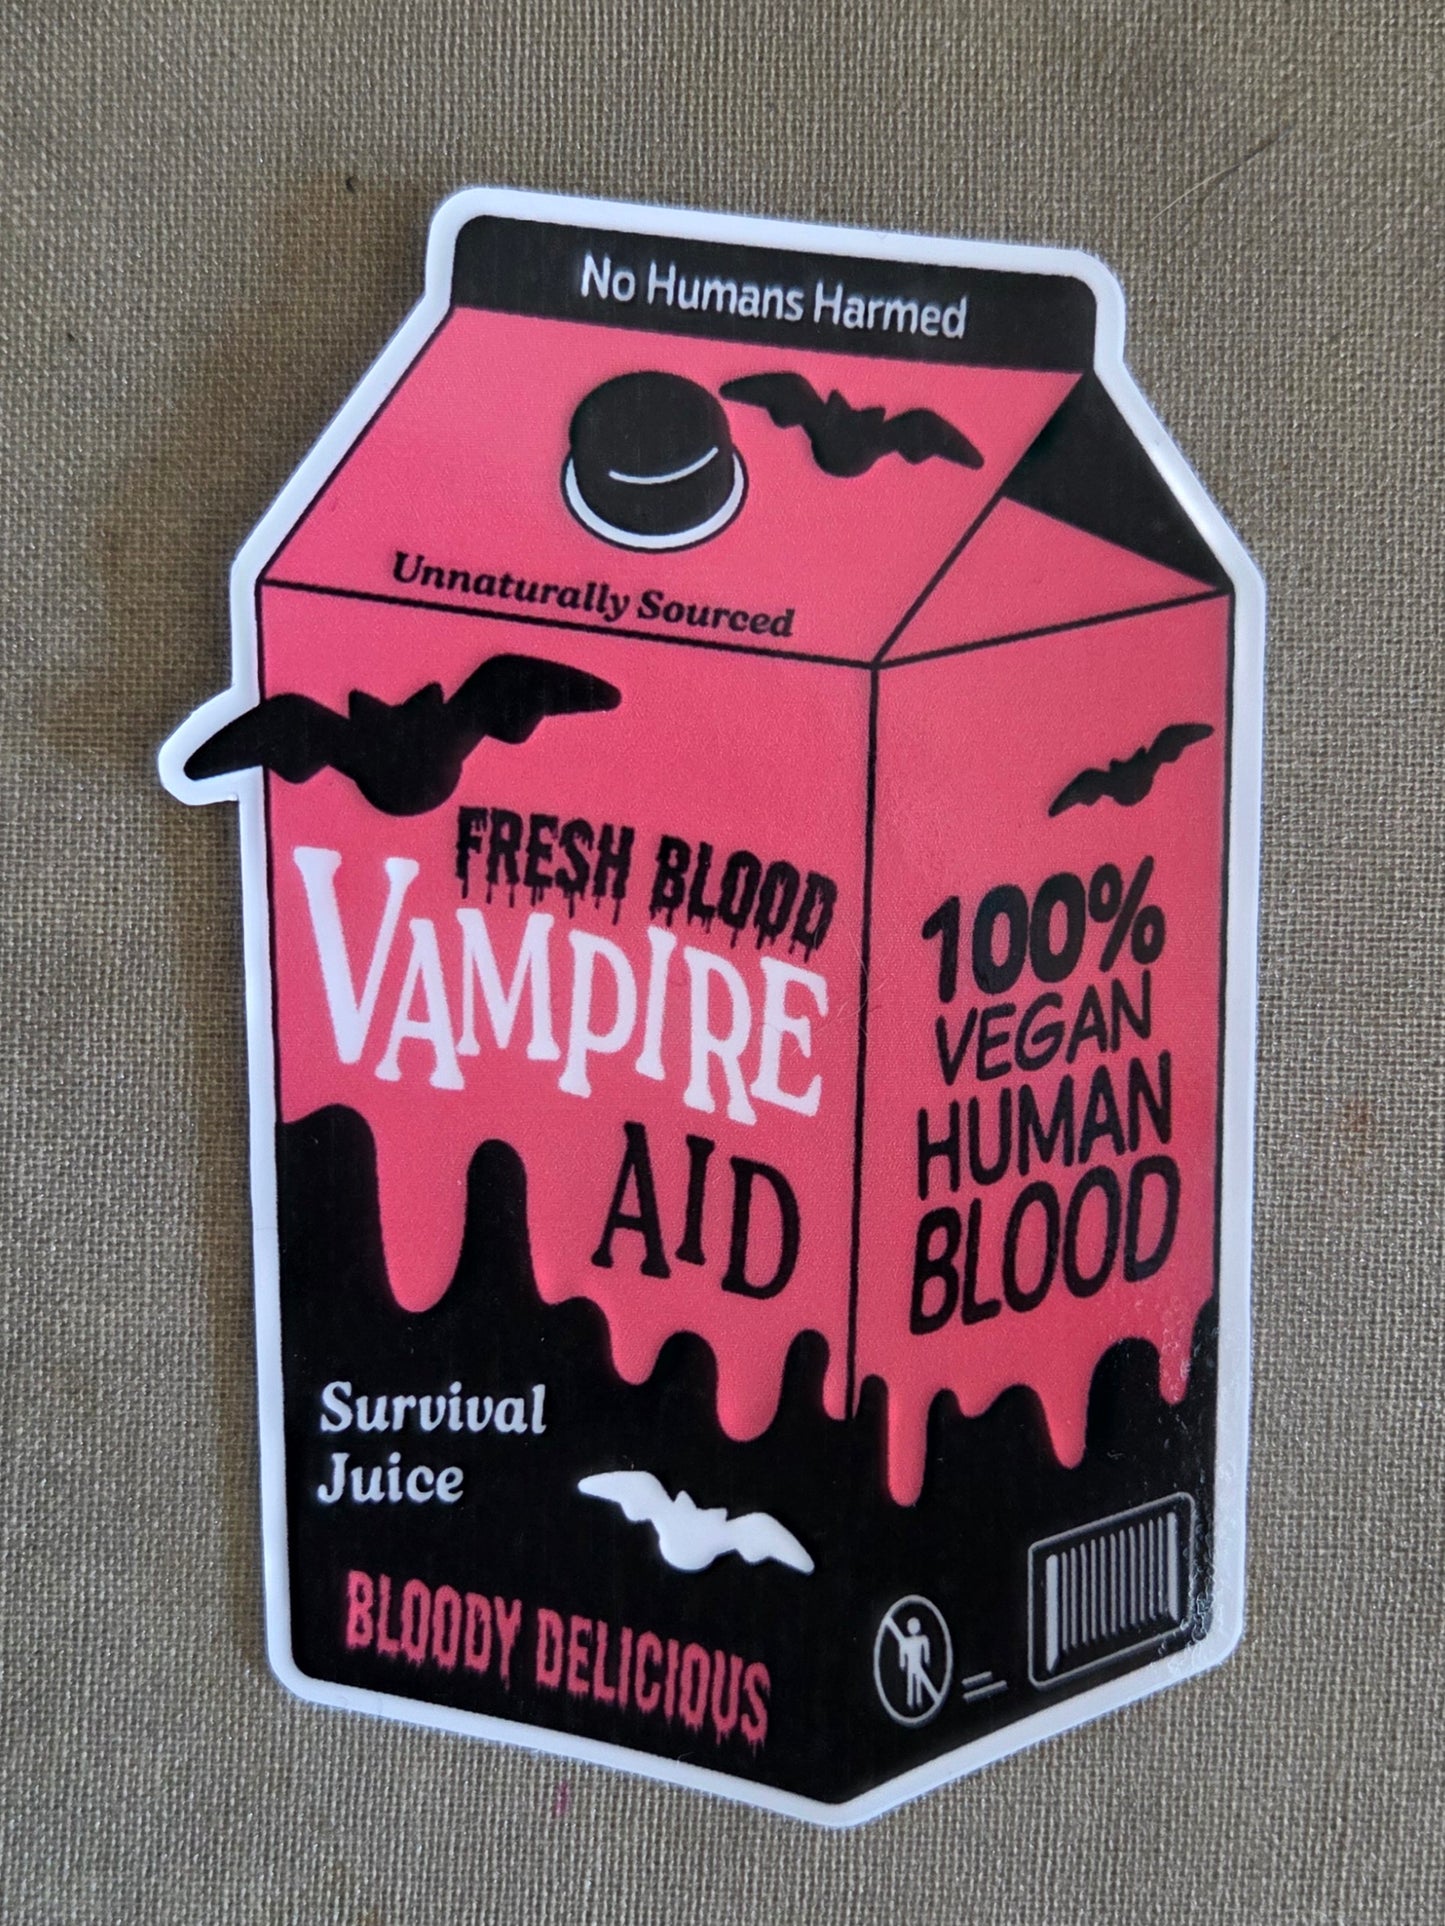 No Humans Harmed
Unnaturally Sourced
FRESH BLOOD
VAMPIRE
AID
Survival
Juice
BLOODY DELICIOUS
100%
VEGAN
HUMAN
BLOOD